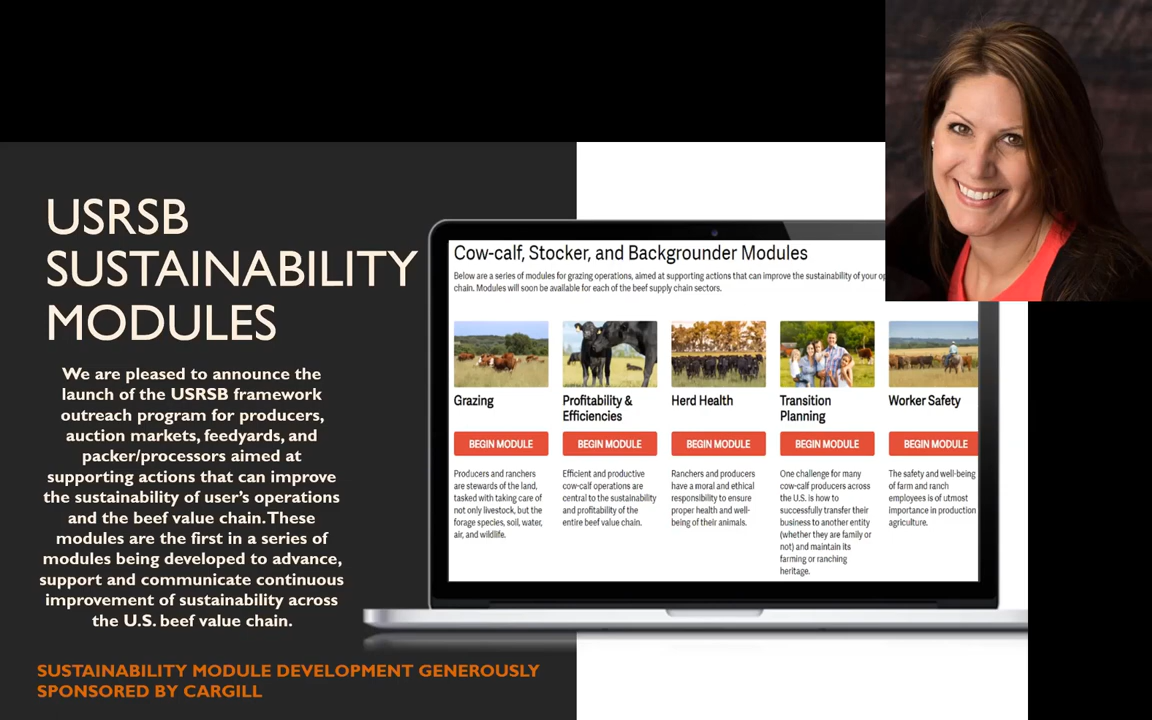 USRSB
SUSTAINABILITY
MODULES
We are pleased to announce the
launch of the USRSB framework
outreach program for producers,
auction markets, feedyards, and
packer/processors aimed at
supporting actions that can improve
the sustainability of user's operations
and the beef value chain. These
modules are the first in a series of
modules being developed to advance,
support and communicate continuous
improvement of sustainability across
the U.S. beef value chain.
SUSTAINABILITY MODULE DEVELOPMENT GENEROUSLY
SPONSORED BY CARGILL
Cow-calf, Stocker, and Backgrounder Modules
Below are a series of modules for grazing operations, aimed at supporting actions that can improve the sustainability of your
chain. Modules will soon be available for each of the beef supply chain sectors.
Grazing
BEGIN MODULE
Producers and ranchers
are stewards of the land,
tasked with taking care of
not only livestock, but the
forage species, soil, water,
air, and wildlife.
Profitability &
Efficiencies
BEGIN MODULE
Efficient and productive
cow-calf operations are
central to the sustainability
and profitability of the
entire beef value chain.
Herd Health
BEGIN MODULE
Ranchers and producers
have a moral and ethical
responsibility to ensure
proper health and well-
being of their animals.
Transition
Planning
BEGIN MODULE
One challenge for many
cow-calf producers across
the U.S. is how to
successfully transfer their
business to another entity
(whether they are family or
not) and maintain its
farming or ranching
heritage.
Worker Safety
BEGIN MODULE
The safety and well-being
of farm and ranch
employees is of utmost
importance in production
agriculture.